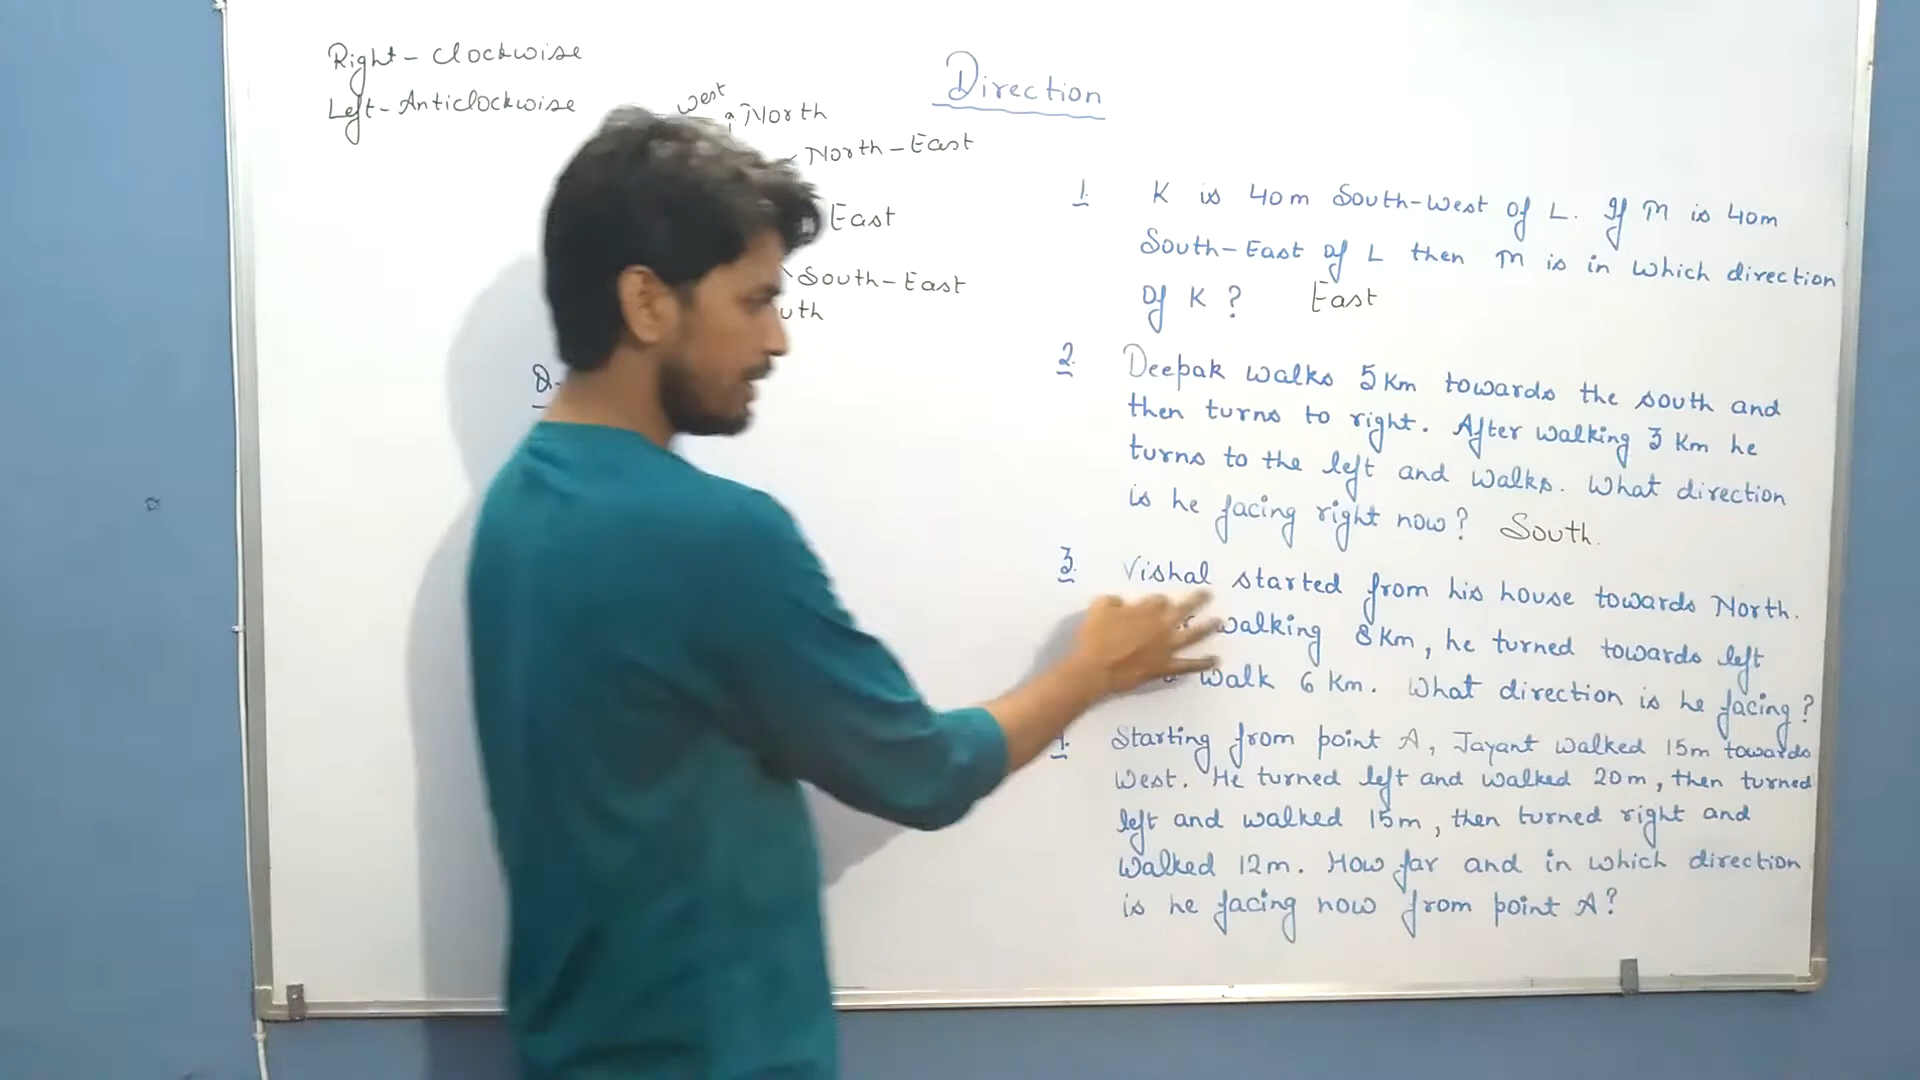 Right - Clockwise
Left - Anticlockwise
Direction
West
North
North-East
East
South-East
uth
Q.
1. K is 40m South-West of L. If M is 40m
South-East of L then M is in which direction
of K ? East
2. Deepak walks 5 Km towards the south and
then turns to right. After walking 3 Km he
turns to the left and walks. What direction
is he facing right now? South.
3. Vishal started from his house towards North.
walking 8 Km, he turned towards left
walk 6 Km. What direction is he facing?
Starting from point A, Jayant walked 15m towards
West. He turned left and walked 20m, then turned
left and walked 15m, then turned right and
walked 12m. How far and in which direction
is he facing now from point A?